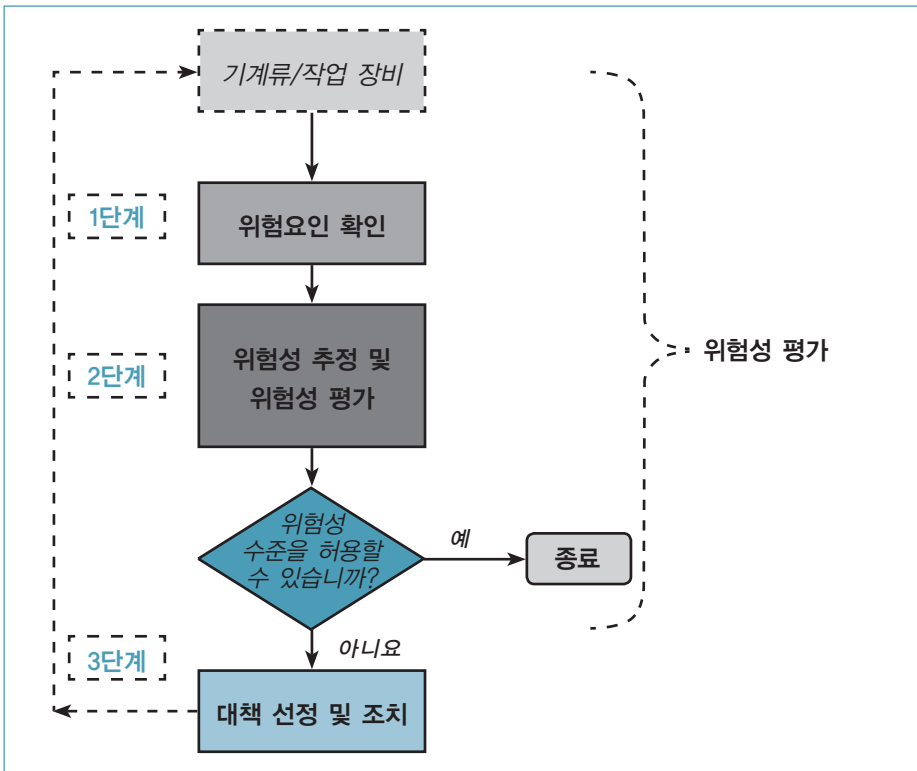 기계류/작업 장비
1단계
위험요인 확인
2단계
위험성 추정 및
위험성 평가
위험성 평가
위험성
수준을 허용할
수 있습니까?
예
종료
아니요
3단계
대책 선정 및 조치